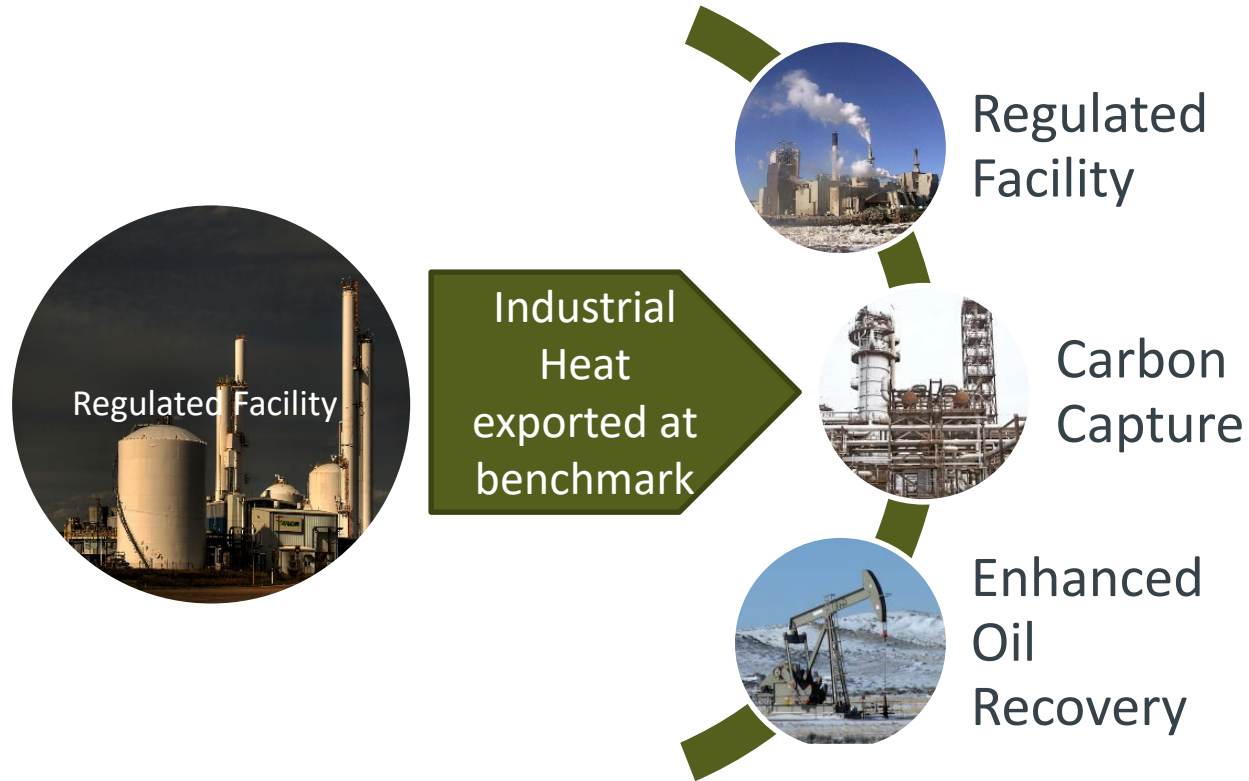 Regulated Facility
Industrial
Heat
exported at
benchmark
Regulated
Facility
Carbon
Capture
Enhanced
Oil
Recovery